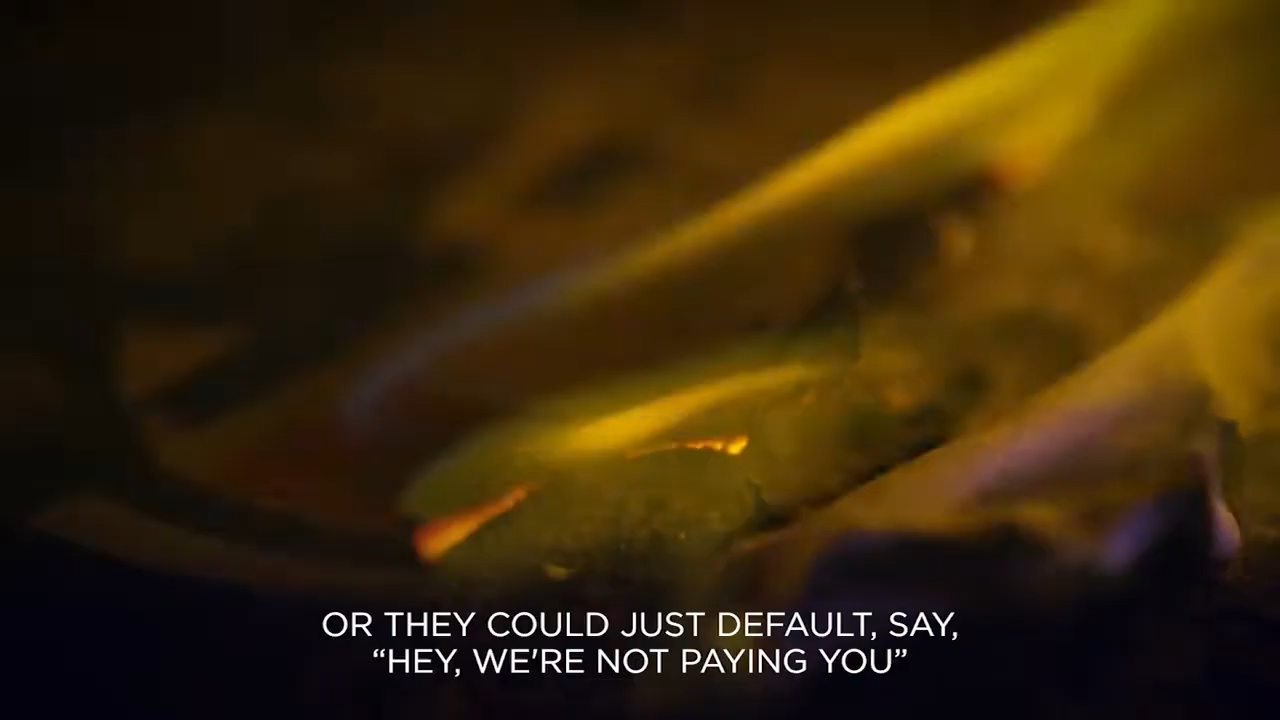 OR THEY COULD JUST DEFAULT, SAY,
“HEY, WE'RE NOT PAYING YOU”